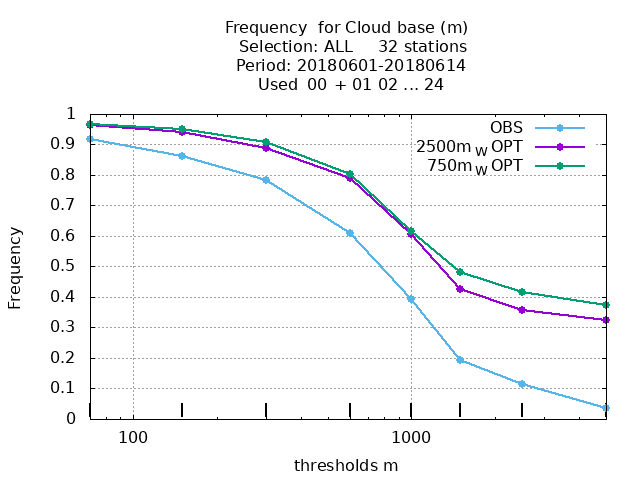 Frequency  for Cloud base (m)
Selection: ALL     32 stations
Period: 20180601-20180614
Used  00  + 01 02 ... 24
OBS
2500m W OPT
750m W OPT
1
0.9
0.8
0.7
0.6
0.5
0.4
0.3
0.2
0.1
0
Frequency
100
1000
thresholds m